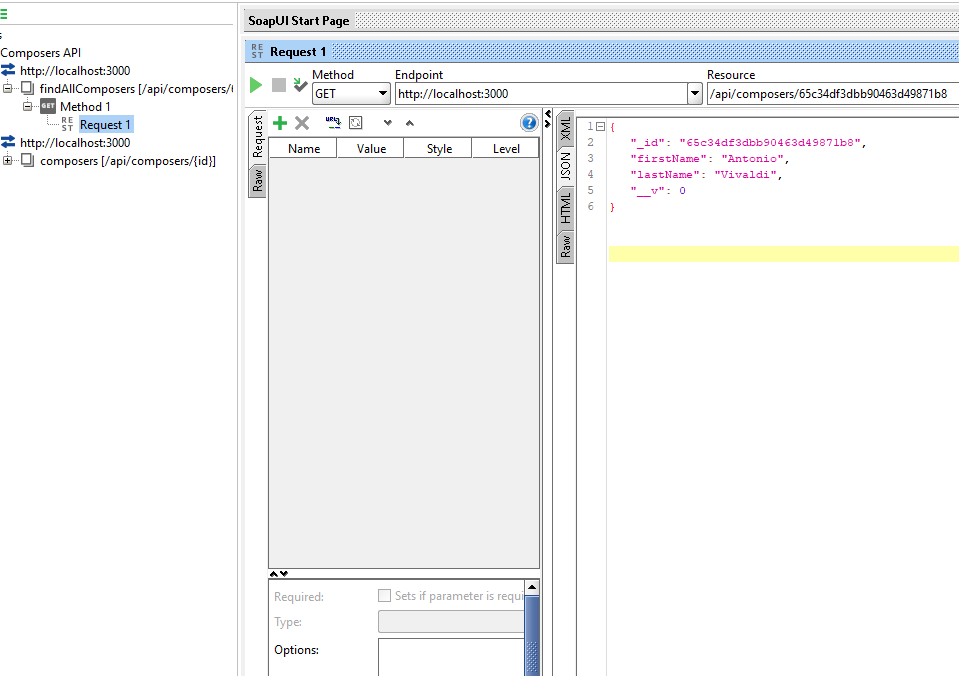 SoapUI Start Page
REST Request 1
Method
GET
Endpoint
http://localhost:3000
Resource
/api/composers/65c34df3dbb90463d49871b8
s
Composers API
http://localhost:3000
findAllComposers [/api/composers/
GET Method 1
REST Request 1
http://localhost:3000
composers [/api/composers/{id}]
Request
Raw
Name Value Style Level
Required: Sets if parameter is requi
Type:
Options:
XML
JSON
HTML
Raw
1 {
2 "_id": "65c34df3dbb90463d49871b8",
3 "firstName": "Antonio",
4 "lastName": "Vivaldi",
5 "__v": 0
6 }